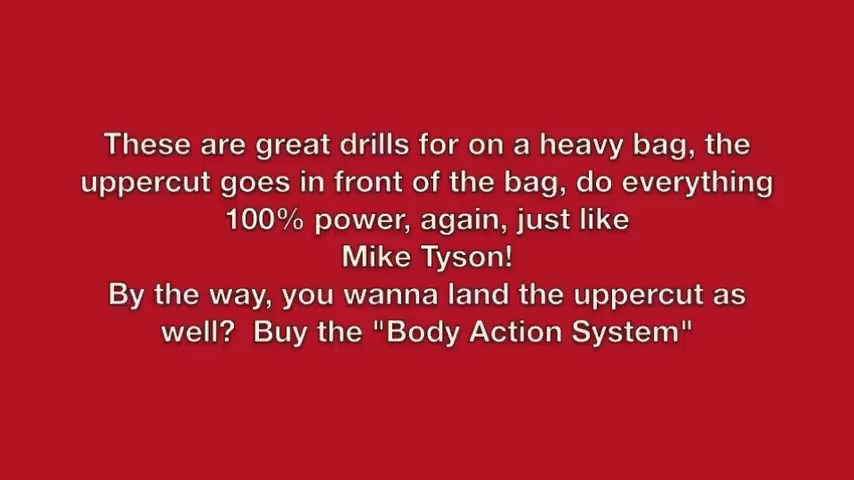 These are great drills for on a heavy bag, the
uppercut goes in front of the bag, do everything
100% power, again, just like
Mike Tyson!
By the way, you wanna land the uppercut as
well?  Buy the "Body Action System"